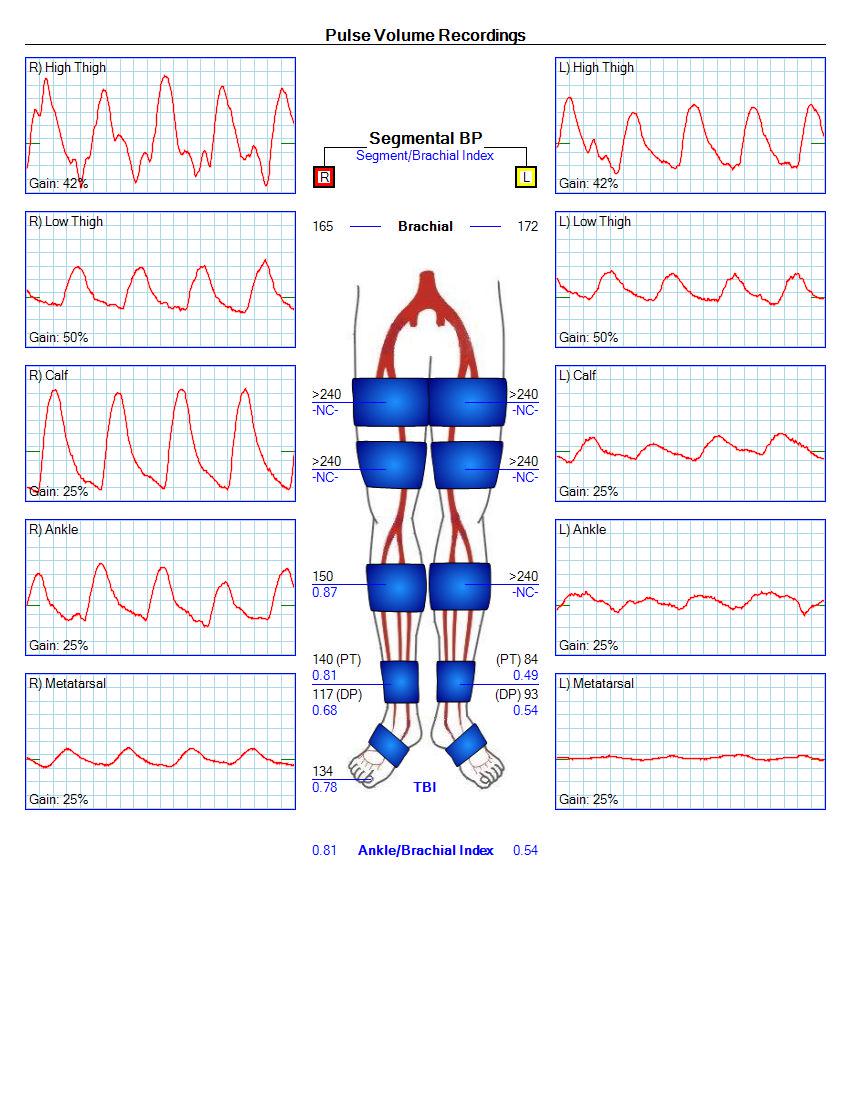 Pulse Volume Recordings
R) High Thigh
Gain: 42%
R) Low Thigh
Gain: 50%
R) Calf
Gain: 25%
R) Ankle
Gain: 25%
R) Metatarsal
Gain: 25%
Segmental BP
Segment/Brachial Index
R L
165 Brachial 172
>240 >240
-NC- -NC-
>240 >240
-NC- -NC-
150 >240
0.87 -NC-
140 (PT) (PT) 84
0.81 0.49
117 (DP) (DP) 93
0.68 0.54
134
0.78 TBI
0.81 Ankle/Brachial Index 0.54
L) High Thigh
Gain: 42%
L) Low Thigh
Gain: 50%
L) Calf
Gain: 25%
L) Ankle
Gain: 25%
L) Metatarsal
Gain: 25%